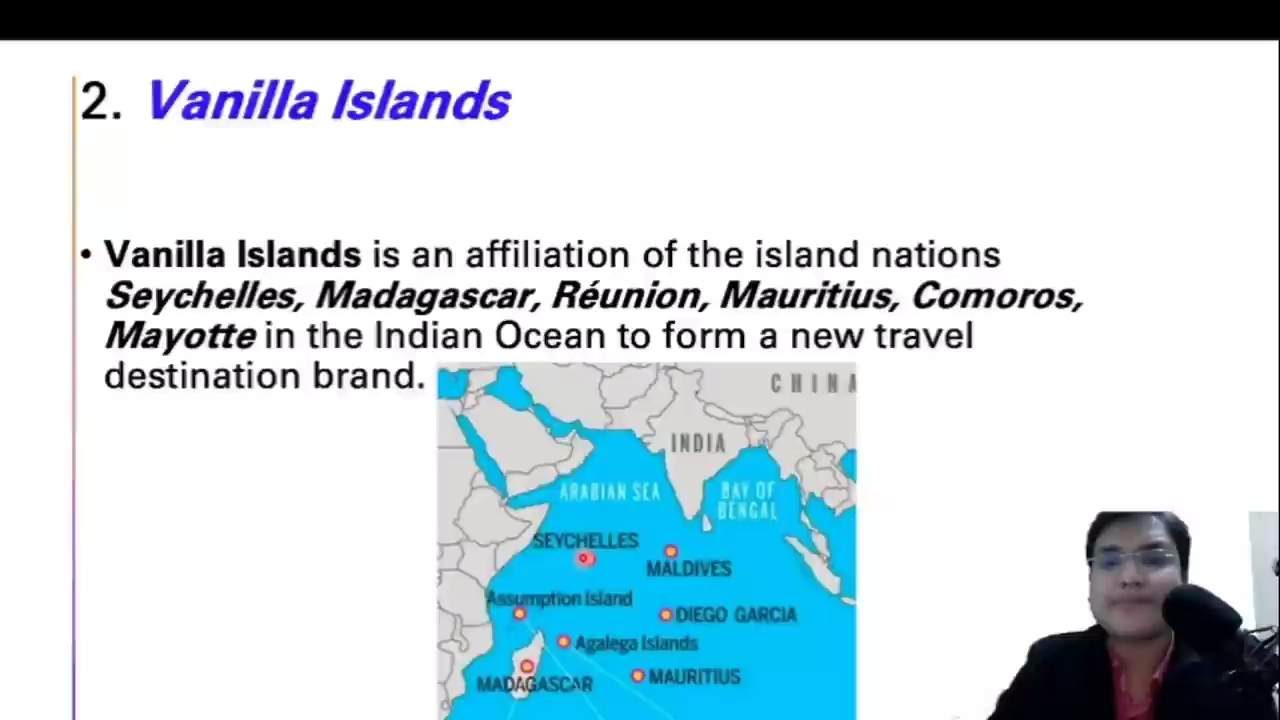 2. Vanilla Islands
• Vanilla Islands is an affiliation of the island nations
Seychelles, Madagascar, Réunion, Mauritius, Comoros,
Mayotte in the Indian Ocean to form a new travel
destination brand.
CHINA
INDIA
ARABIAN SEA
BAY OF
BENGAL
SEYCHELLES
MALDIVES
Assumption Island
DIEGO GARCIA
Agalega Islands
MAURITIUS
MADAGASCAR